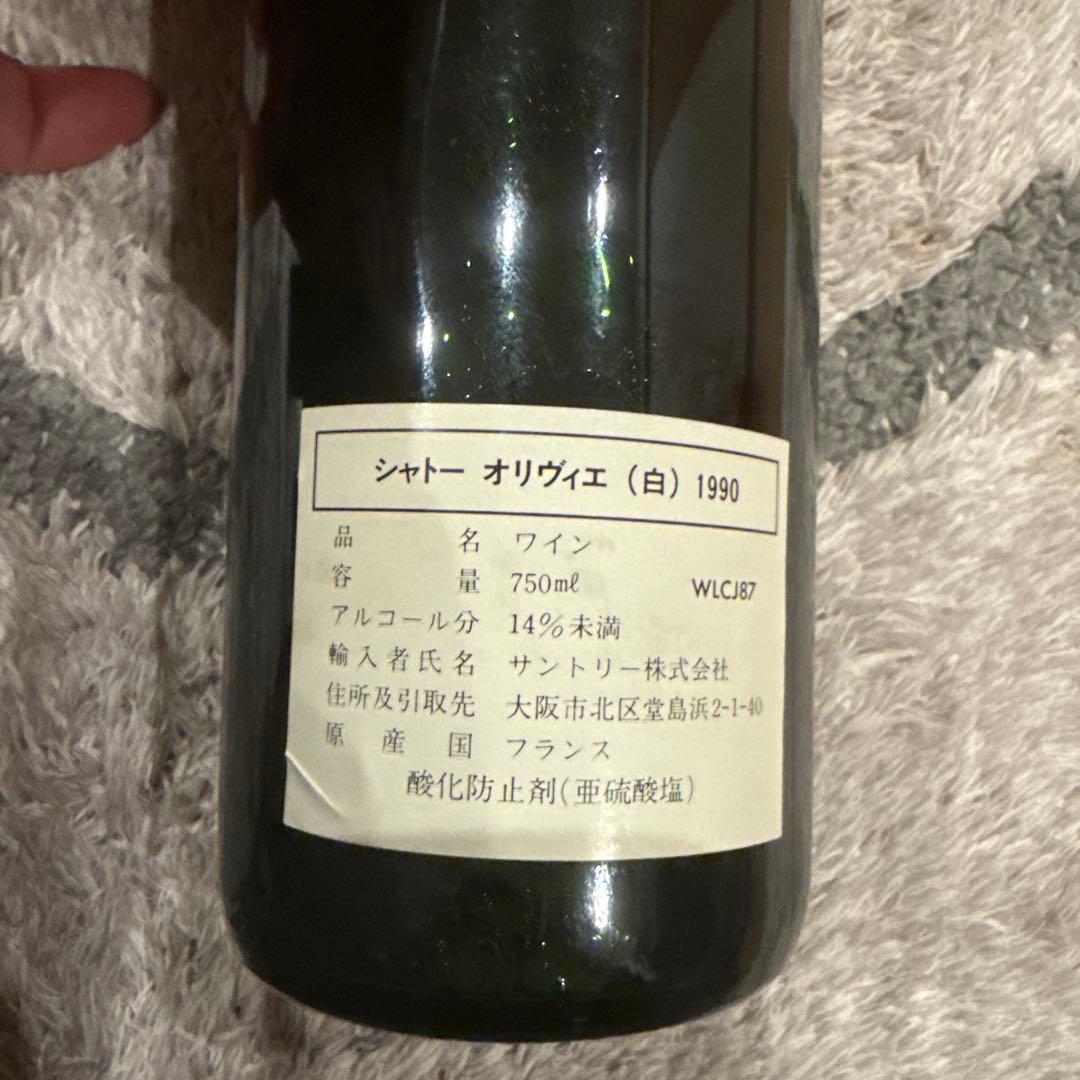 シャトー オリヴィエ（白）1990
品名 ワイン
容量 750mℓ WLCJ87
アルコール分 14%未満
輸入者氏名 サントリー株式会社
住所及引取先 大阪市北区堂島浜2-1-40
原産国 フランス
酸化防止剤(亜硫酸塩)